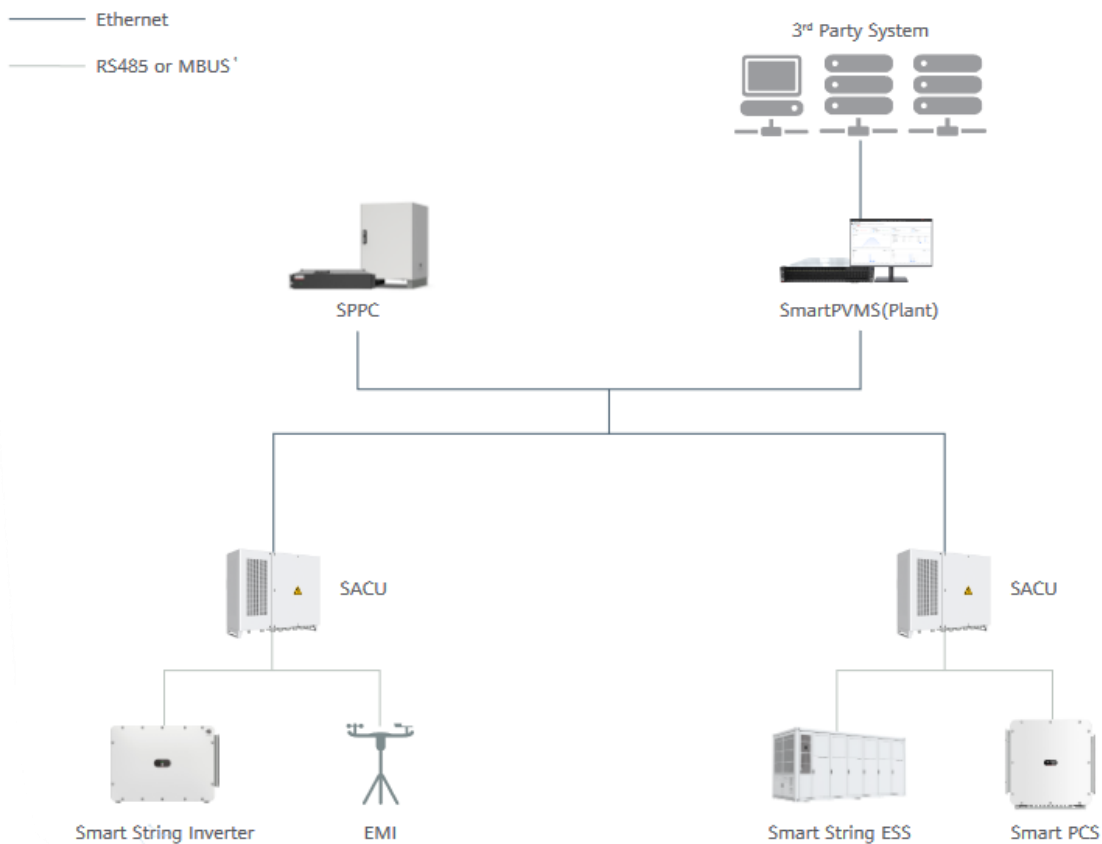 Ethernet
3rd Party System
RS485 or MBUS¹
SPPC
SmartPVMS(Plant)
SACU
SACU
Smart String Inverter
EMI
Smart String ESS
Smart PCS